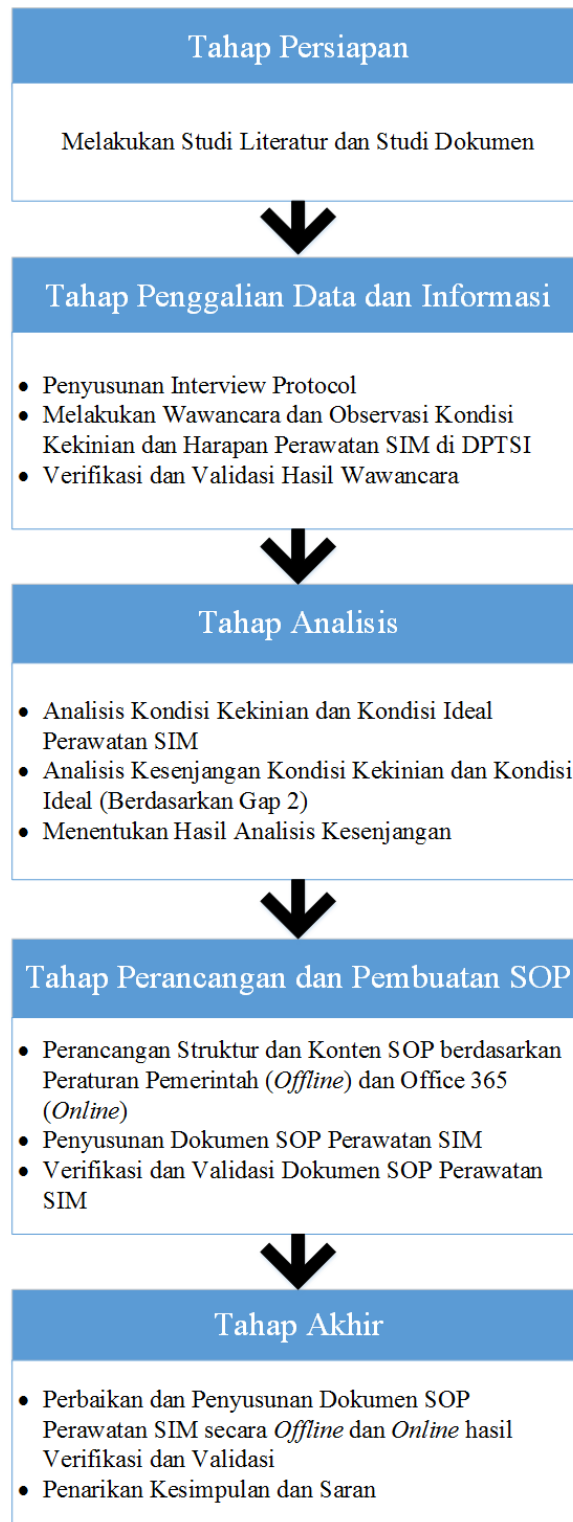 Tahap Persiapan
Melakukan Studi Literatur dan Studi Dokumen
Tahap Penggalian Data dan Informasi
• Penyusunan Interview Protocol
• Melakukan Wawancara dan Observasi Kondisi
Kekinian dan Harapan Perawatan SIM di DPTSI
• Verifikasi dan Validasi Hasil Wawancara
Tahap Analisis
• Analisis Kondisi Kekinian dan Kondisi Ideal
Perawatan SIM
• Analisis Kesenjangan Kondisi Kekinian dan Kondisi
Ideal (Berdasarkan Gap 2)
• Menentukan Hasil Analisis Kesenjangan
Tahap Perancangan dan Pembuatan SOP
• Perancangan Struktur dan Konten SOP berdasarkan
Peraturan Pemerintah (Offline) dan Office 365
(Online)
• Penyusunan Dokumen SOP Perawatan SIM
• Verifikasi dan Validasi Dokumen SOP Perawatan
SIM
Tahap Akhir
• Perbaikan dan Penyusunan Dokumen SOP
Perawatan SIM secara Offline dan Online hasil
Verifikasi dan Validasi
• Penarikan Kesimpulan dan Saran